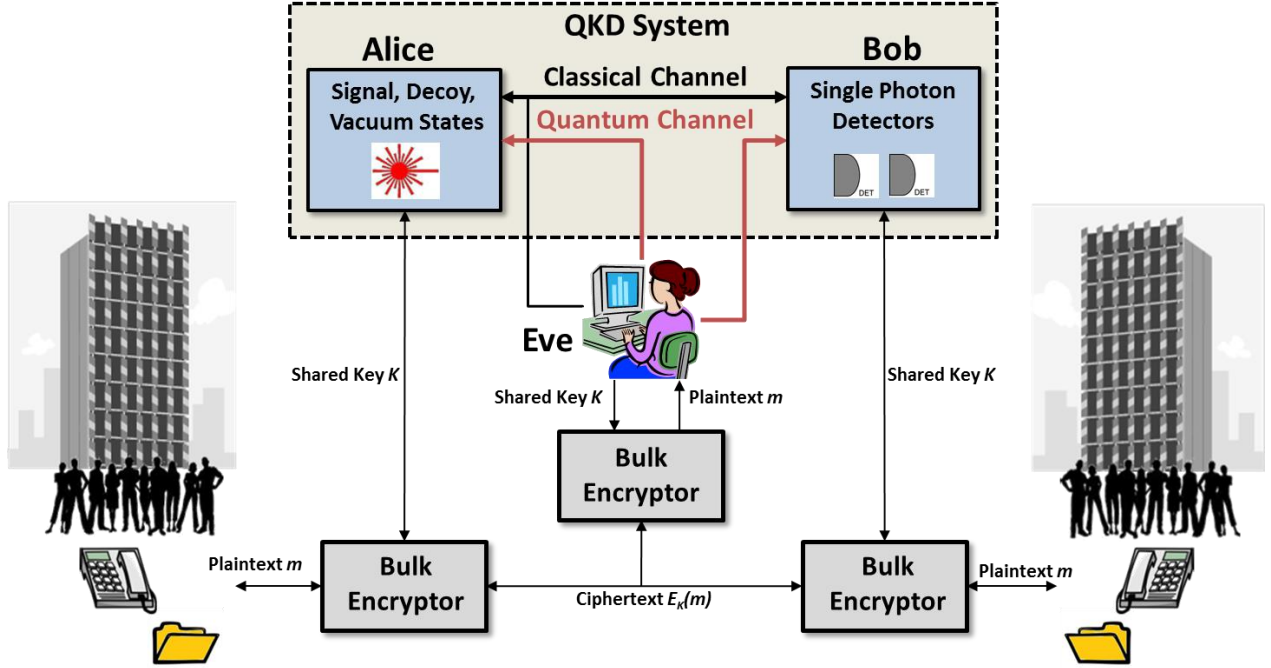 QKD System
Alice
Bob
Signal, Decoy,
Vacuum States
Classical Channel
Quantum Channel
Single Photon
Detectors
DET
DET
Eve
Shared Key K
Shared Key K
Plaintext m
Shared Key K
Bulk
Encryptor
Plaintext m
Bulk
Encryptor
Ciphertext E_K(m)
Bulk
Encryptor
Plaintext m